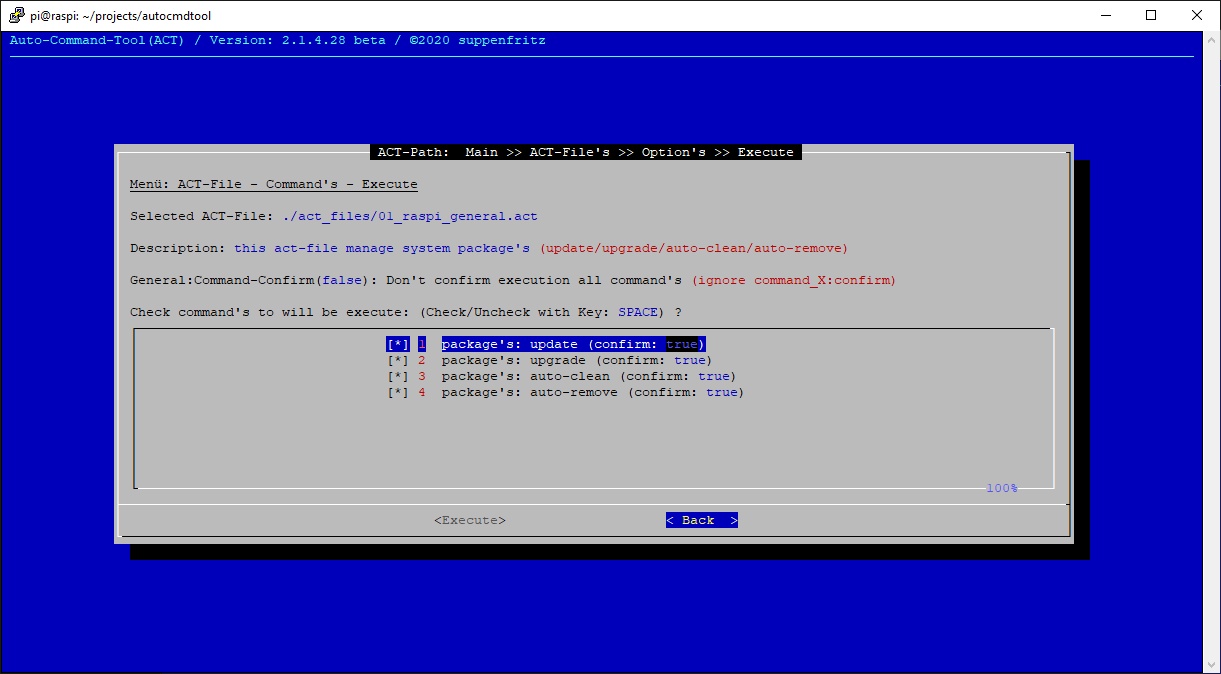 pi@raspi: ~/projects/autocmdtool
Auto-Command-Tool(ACT) / Version: 2.1.4.28 beta / ©2020 suppenfritz
ACT-Path:  Main >> ACT-File's >> Option's >> Execute
Menü: ACT-File - Command's - Execute
Selected ACT-File: ./act_files/01_raspi_general.act
Description: this act-file manage system package's (update/upgrade/auto-clean/auto-remove)
General:Command-Confirm(false): Don't confirm execution all command's (ignore command_X:confirm)
Check command's to will be execute: (Check/Uncheck with Key: SPACE) ?
[*] 1  package's: update (confirm: true)
[*] 2  package's: upgrade (confirm: true)
[*] 3  package's: auto-clean (confirm: true)
[*] 4  package's: auto-remove (confirm: true)
100%
<Execute> < Back  >